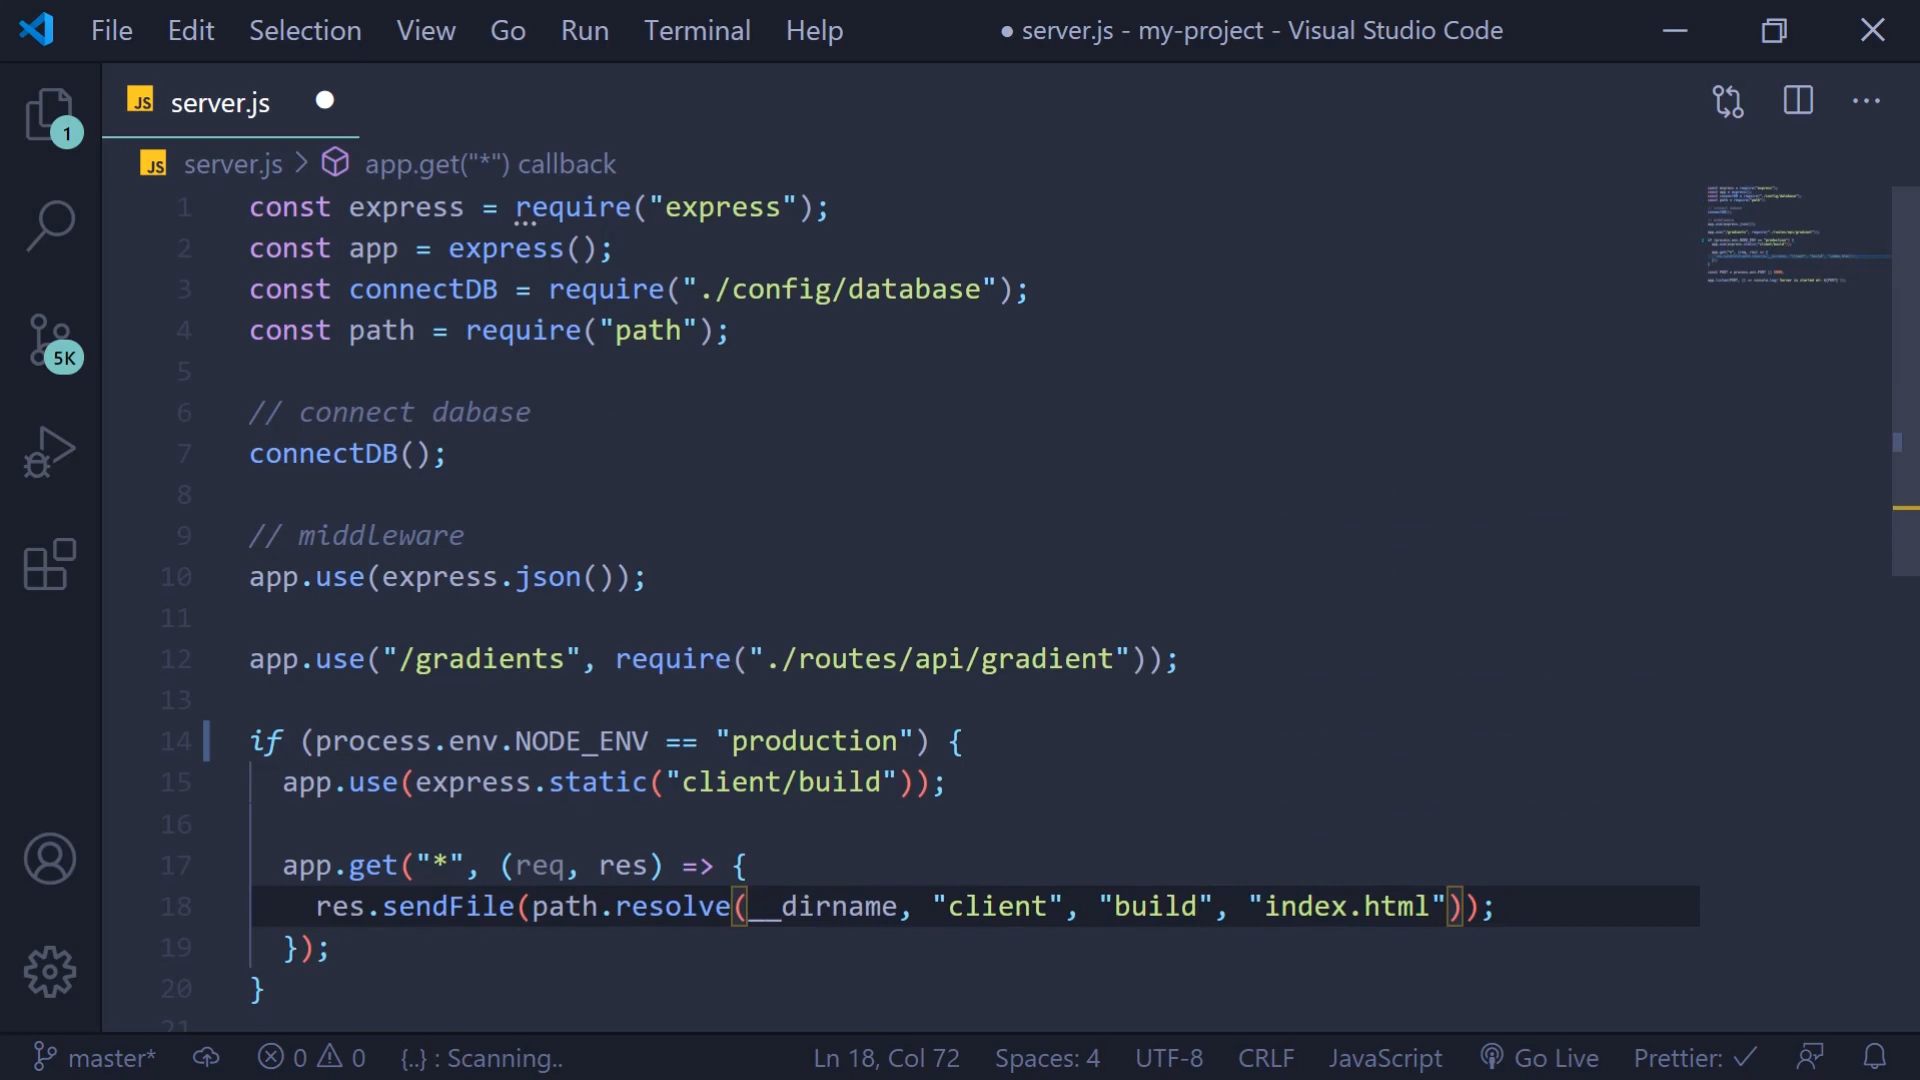 File Edit Selection View Go Run Terminal Help ● server.js - my-project - Visual Studio Code
JS server.js
1
JS server.js > app.get("*") callback
1 const express = require("express");
2 const app = express();
3 const connectDB = require("./config/database");
4 const path = require("path");
5
5K
6 // connect dabase
7 connectDB();
8
9 // middleware
10 app.use(express.json());
11
12 app.use("/gradients", require("./routes/api/gradient"));
13
14 if (process.env.NODE_ENV == "production") {
15 app.use(express.static("client/build"));
16
17 app.get("*", (req, res) => {
18 res.sendFile(path.resolve(__dirname, "client", "build", "index.html"));
19 });
20 }
21
master* 0 0 {..} : Scanning.. Ln 18, Col 72 Spaces: 4 UTF-8 CRLF JavaScript Go Live Prettier: ✓